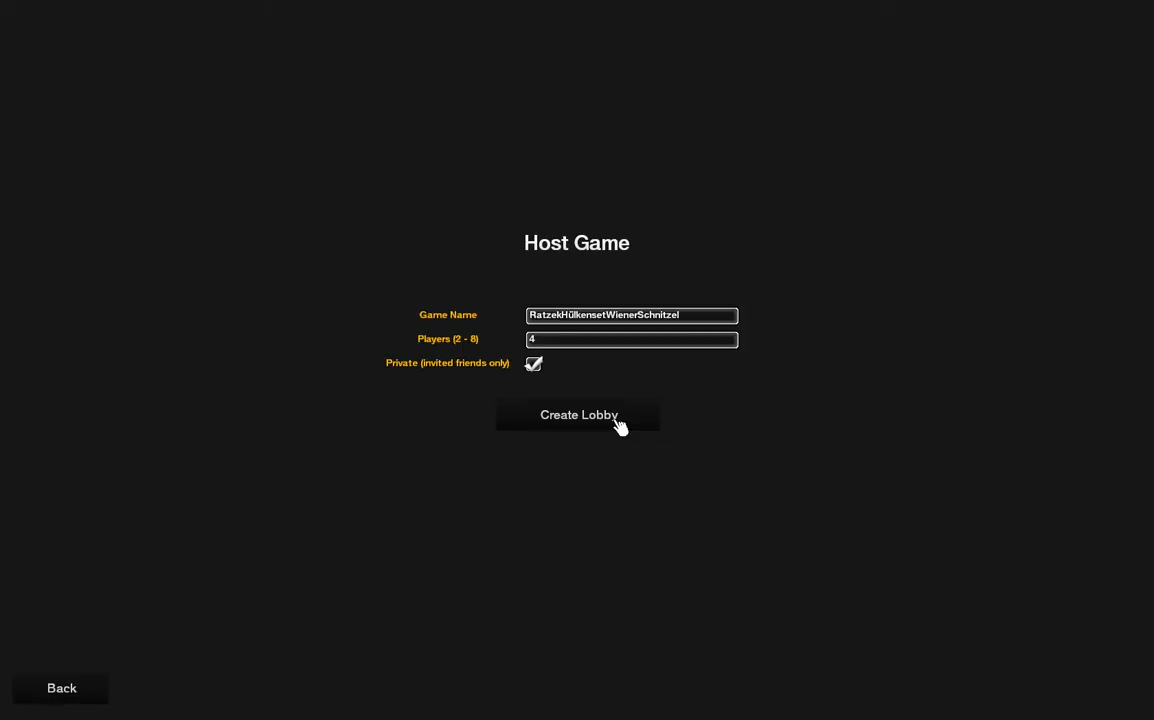 Host Game
Game Name
RatzekHülkensetWienerSchnitzel
Players (2 - 8)
4
Private (invited friends only)
Create Lobby
Back